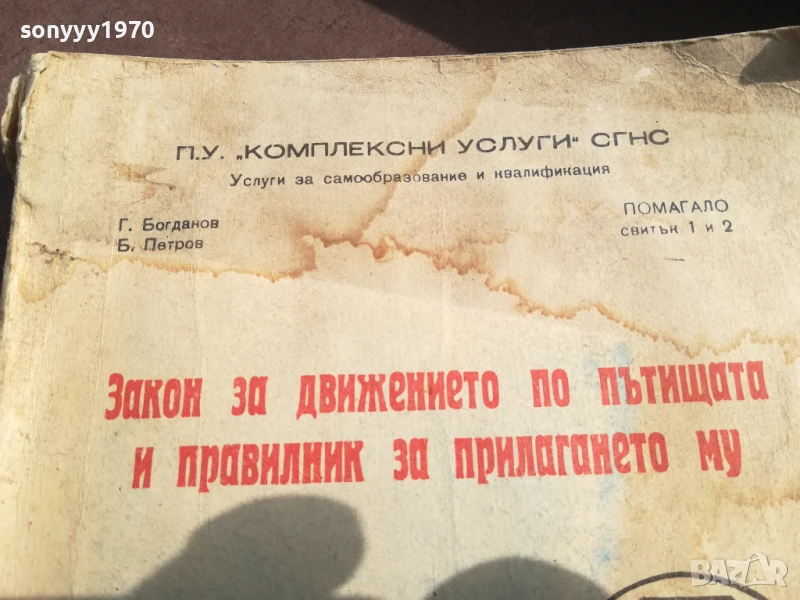 sonyyy1970
П.У. „КОМПЛЕКСНИ УСЛУГИ“ СГНС
Услуги за самообразование и квалификация
Г. Богданов
Б. Петров
ПОМАГАЛО
свитък 1 и 2
Закон за движението по пътищата
и правилник за прилагането му
BAZAR